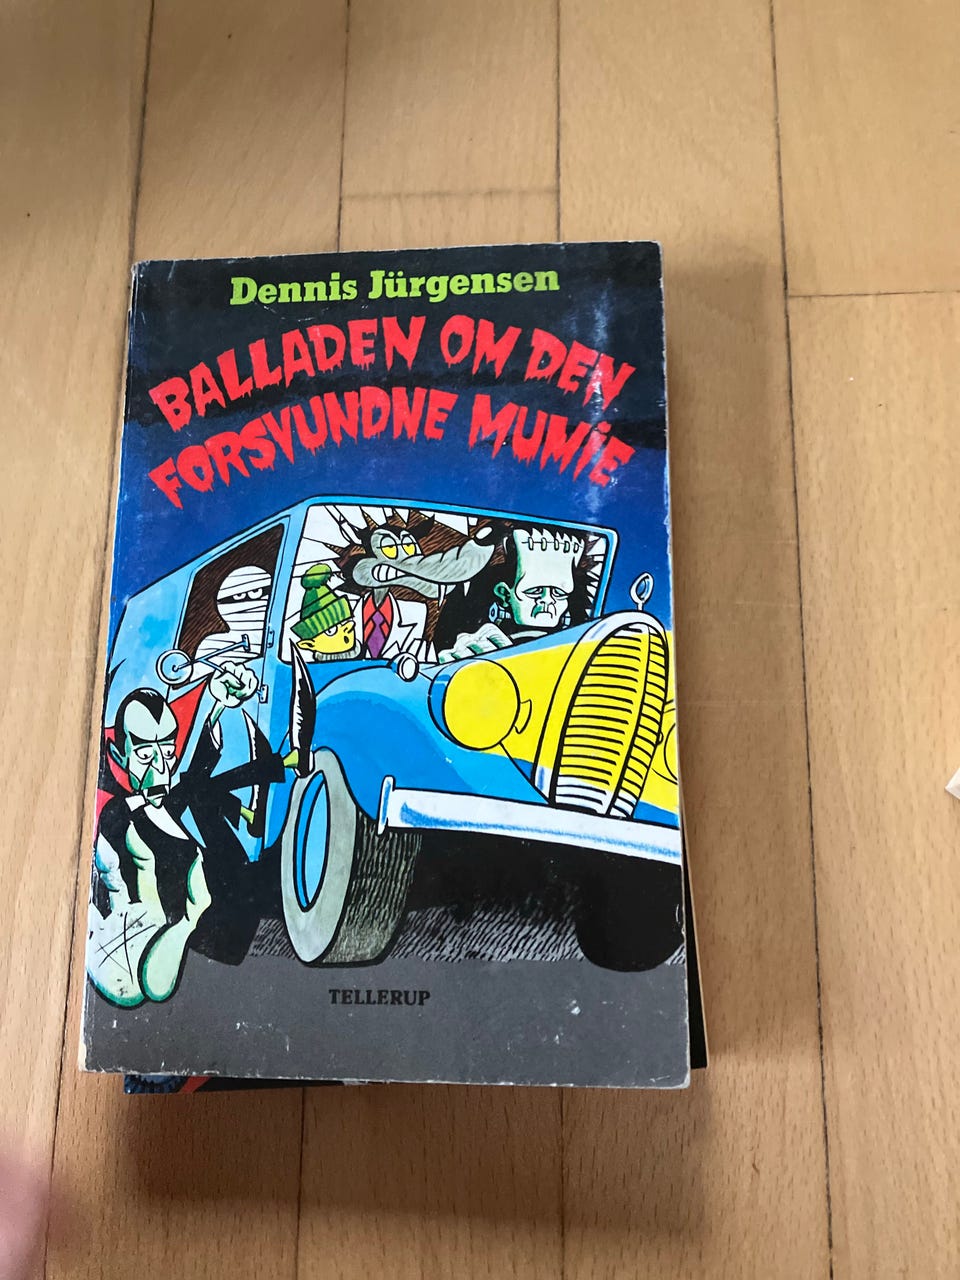 Dennis Jürgensen
BALLADEN OM DEN
FORSVUNDNE MUMIE
TELLERUP